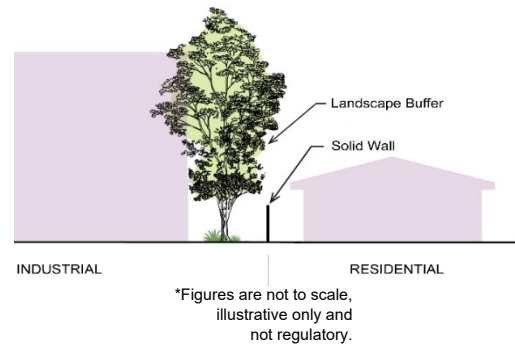 Landscape Buffer
Solid Wall
INDUSTRIAL
RESIDENTIAL
*Figures are not to scale,
illustrative only and
not regulatory.